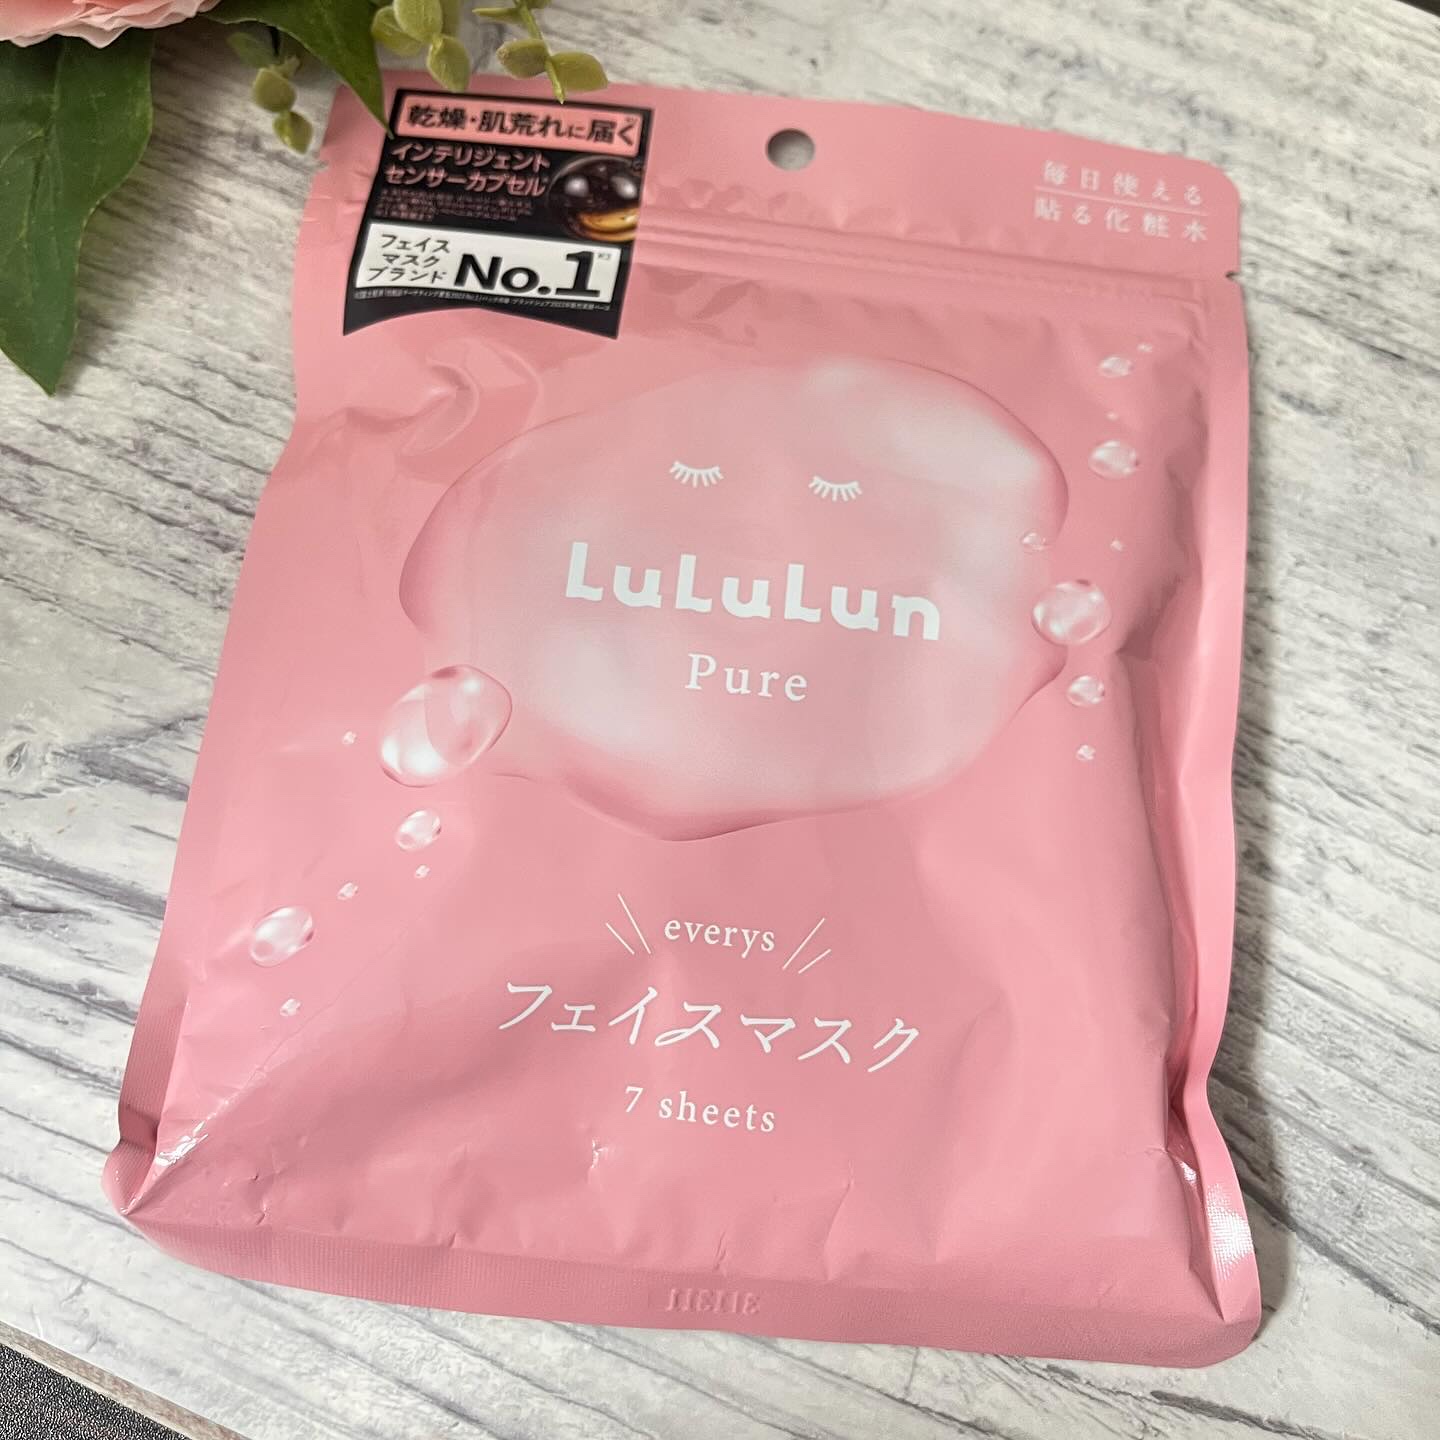 乾燥・肌荒れに届く
インテリジェント
センサーカプセル
フェイス
マスク
ブランド
No.1
毎日使える
貼る化粧水
LuLuLun
Pure
everys
フェイスマスク
7 sheets